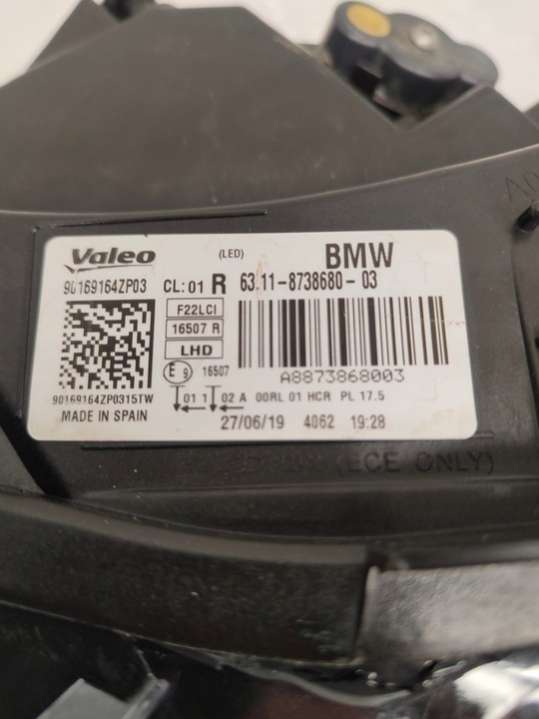 Valeo (LED) BMW
90169164ZP03 CL: 01 R 63.11-8738680-03
F22LCI
16507 R
LHD
E9 16507
A8873868003
90169164ZP0315TW 01 1 02 A 00RL 01 HCR PL 17.5
MADE IN SPAIN 27/06/19 4062 19:28
(ECE ONLY)